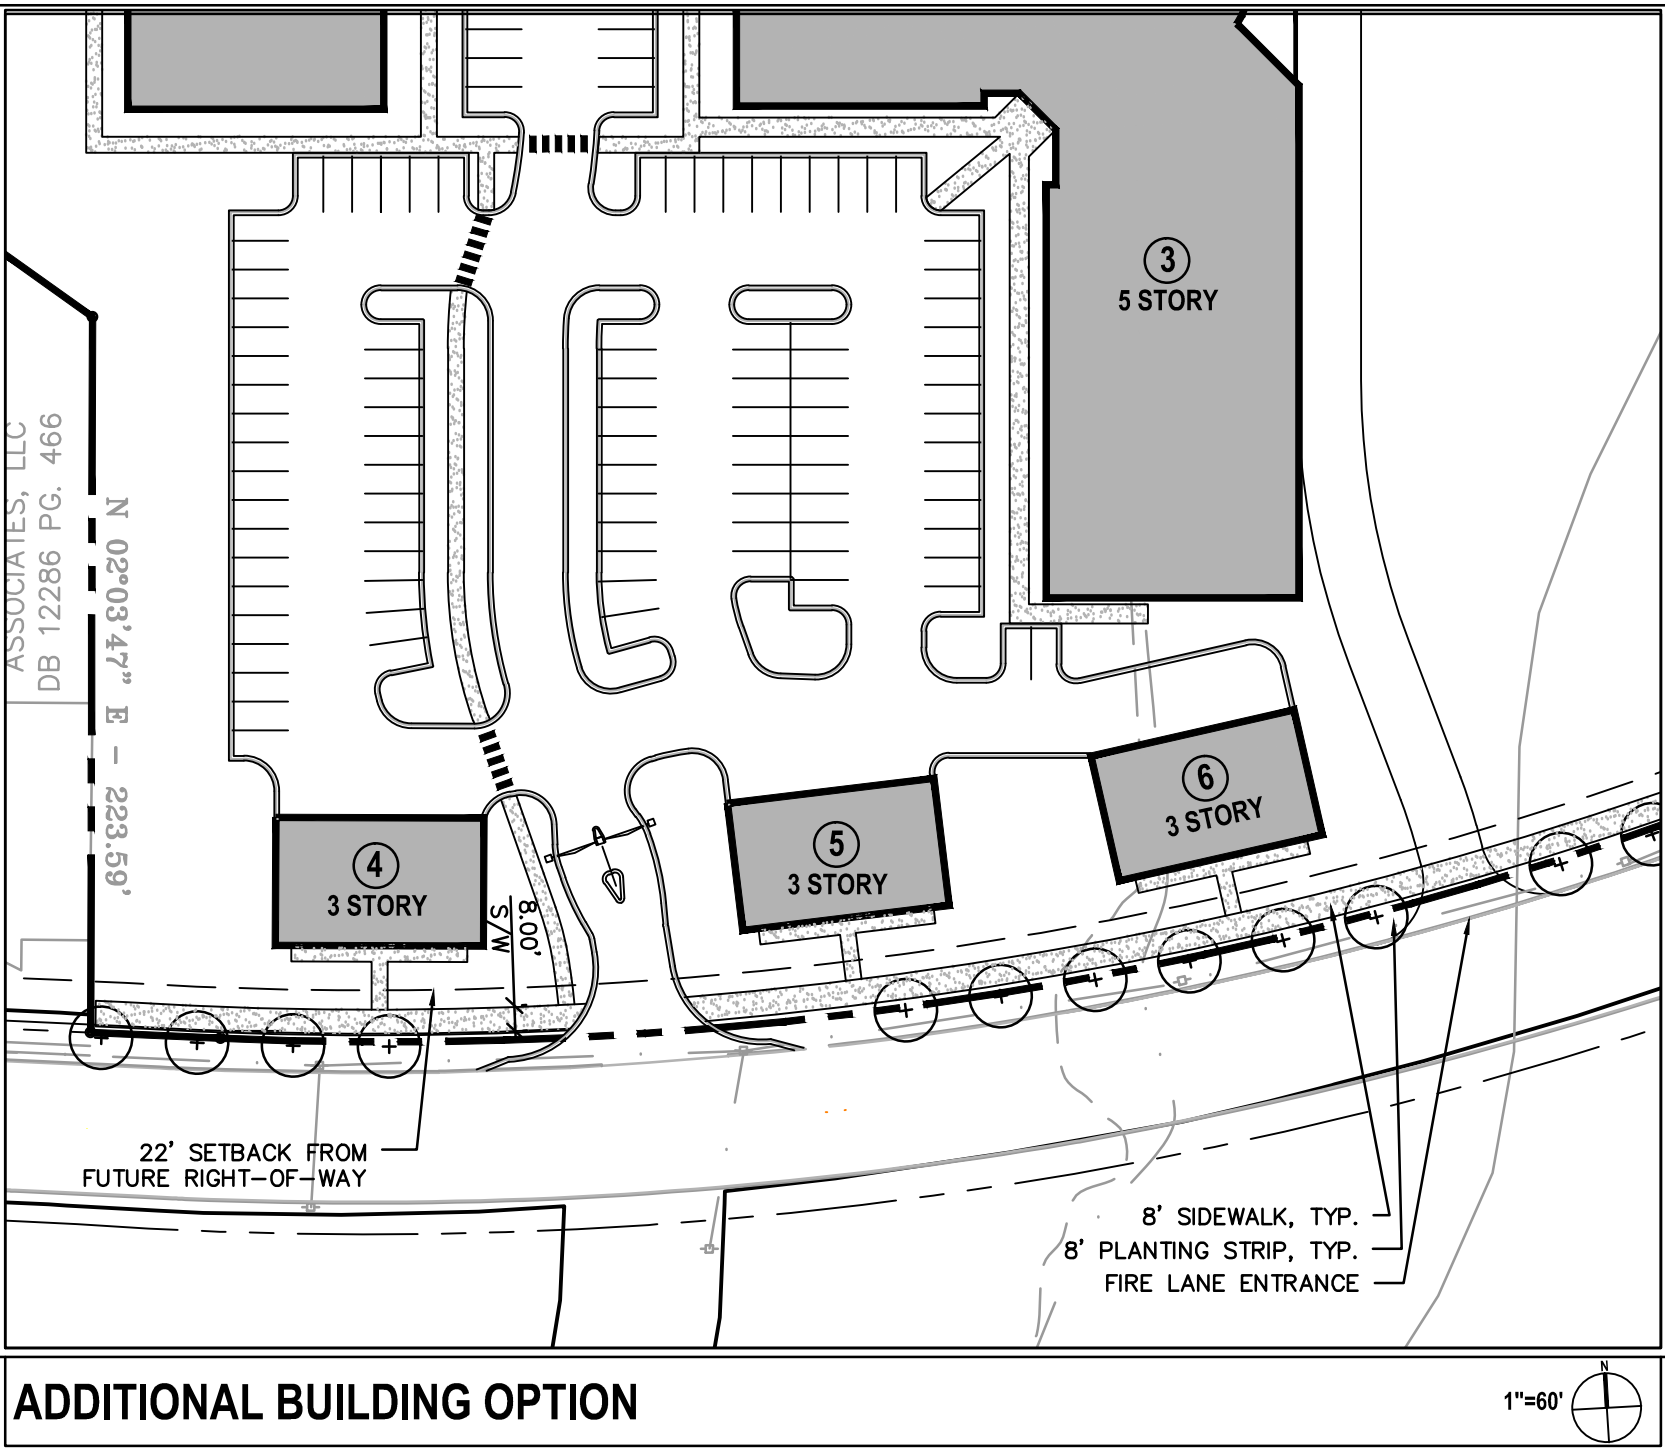 3
5 STORY
ASSOCIATES, LLC
DB 12286 PG. 466
N 02°03'47" E - 223.59'
4
3 STORY
5
3 STORY
6
3 STORY
8.00'
S/W
22' SETBACK FROM
FUTURE RIGHT-OF-WAY
8' SIDEWALK, TYP.
8' PLANTING STRIP, TYP.
FIRE LANE ENTRANCE
ADDITIONAL BUILDING OPTION
1"=60'
N